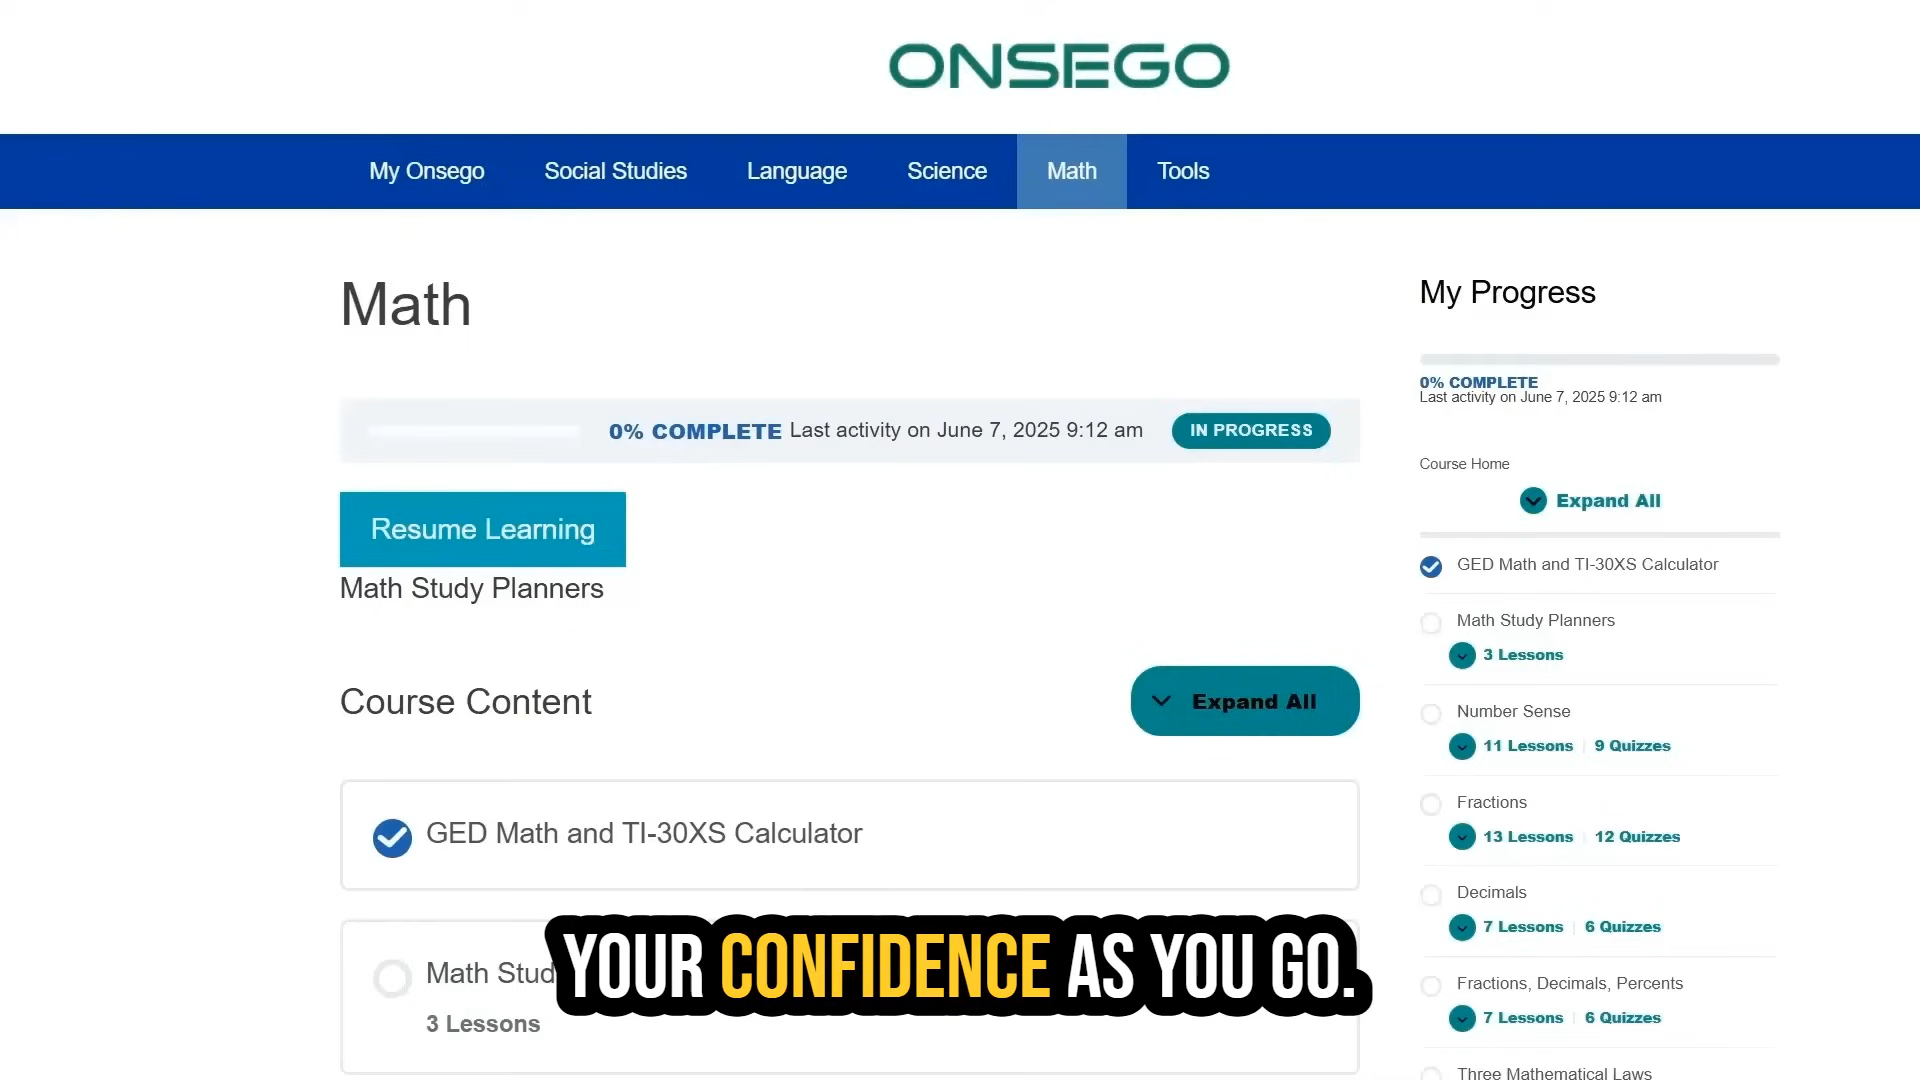 ONSEGO
My Onsego
Social Studies
Language
Science
Math
Tools
Math
0% COMPLETE Last activity on June 7, 2025 9:12 am
IN PROGRESS
Resume Learning
Math Study Planners
Course Content
Expand All
GED Math and TI-30XS Calculator
Math Stud
3 Lessons
YOUR CONFIDENCE AS YOU GO.
My Progress
0% COMPLETE
Last activity on June 7, 2025 9:12 am
Course Home
Expand All
GED Math and TI-30XS Calculator
Math Study Planners
3 Lessons
Number Sense
11 Lessons | 9 Quizzes
Fractions
13 Lessons | 12 Quizzes
Decimals
7 Lessons | 6 Quizzes
Fractions, Decimals, Percents
7 Lessons | 6 Quizzes
Three Mathematical Laws